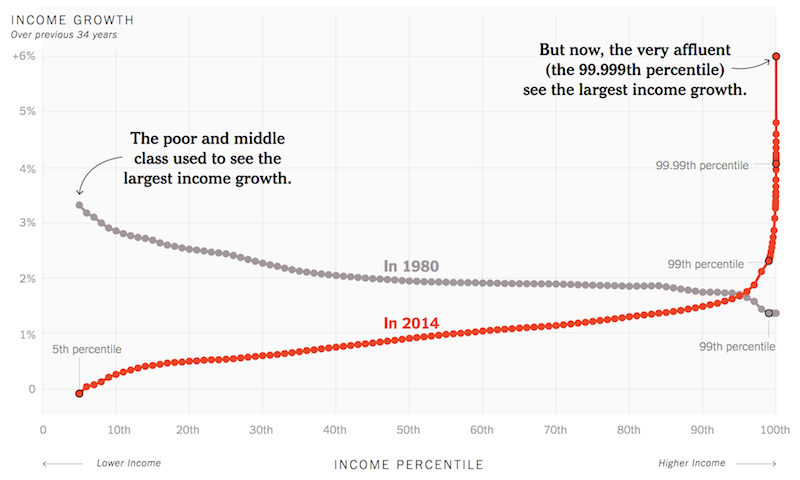 INCOME GROWTH
Over previous 34 years
+6%
5%
4%
3%
2%
1%
0
But now, the very affluent
(the 99.999th percentile)
see the largest income growth.
The poor and middle
class used to see the
largest income growth.
99.99th percentile
In 1980
99th percentile
In 2014
5th percentile
99th percentile
0
10th
20th
30th
40th
50th
60th
70th
80th
90th
100th
Lower Income
INCOME PERCENTILE
Higher Income